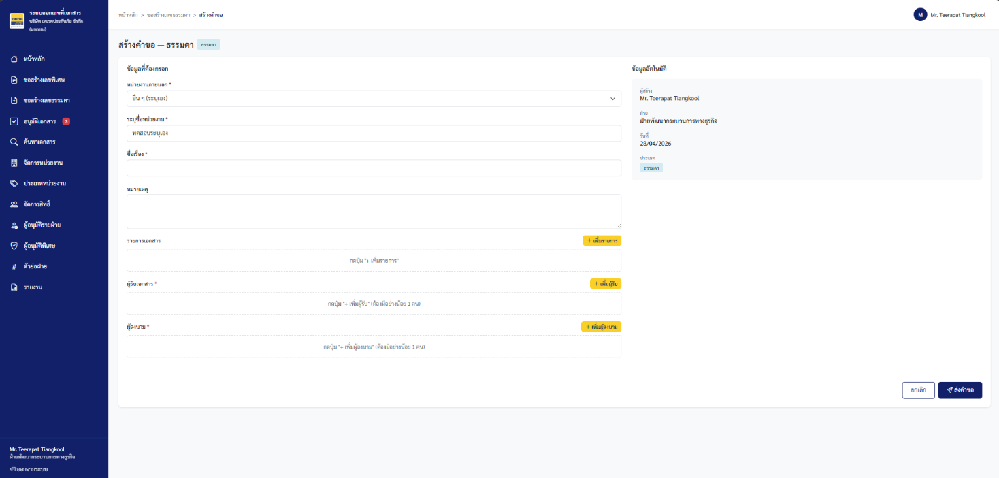 ระบบออกเลขที่เอกสาร
บริษัท เทเวศประกันภัย จำกัด
(มหาชน)
หน้าหลัก
ขอสร้างเลขพิเศษ
ขอสร้างเลขธรรมดา
อนุมัติเอกสาร 3
ค้นหาเอกสาร
จัดการหน่วยงาน
ประเภทหน่วยงาน
จัดการสิทธิ์
ผู้อนุมัติรายฝ่าย
ผู้อนุมัติพิเศษ
# ตัวย่อฝ่าย
รายงาน
Mr. Teerapat Tiangkool
ฝ่ายพัฒนากระบวนการทางธุรกิจ
ออกจากระบบ
หน้าหลัก > ขอสร้างเลขธรรมดา > สร้างคำขอ
M Mr. Teerapat Tiangkool
สร้างคำขอ — ธรรมดา ธรรมดา
ข้อมูลที่ต้องกรอก
หน่วยงานภายนอก *
อื่น ๆ (ระบุเอง)
ระบุชื่อหน่วยงาน *
ทดสอบระบุเอง
ชื่อเรื่อง *
หมายเหตุ
รายการเอกสาร
+ เพิ่มรายการ
กดปุ่ม "+ เพิ่มรายการ"
ผู้รับเอกสาร *
+ เพิ่มผู้รับ
กดปุ่ม "+ เพิ่มผู้รับ" (ต้องมีอย่างน้อย 1 คน)
ผู้ลงนาม *
+ เพิ่มผู้ลงนาม
กดปุ่ม "+ เพิ่มผู้ลงนาม" (ต้องมีอย่างน้อย 1 คน)
ข้อมูลอัตโนมัติ
ผู้สร้าง
Mr. Teerapat Tiangkool
ฝ่าย
ฝ่ายพัฒนากระบวนการทางธุรกิจ
วันที่
28/04/2026
ประเภท
ธรรมดา
ยกเลิก
ส่งคำขอ